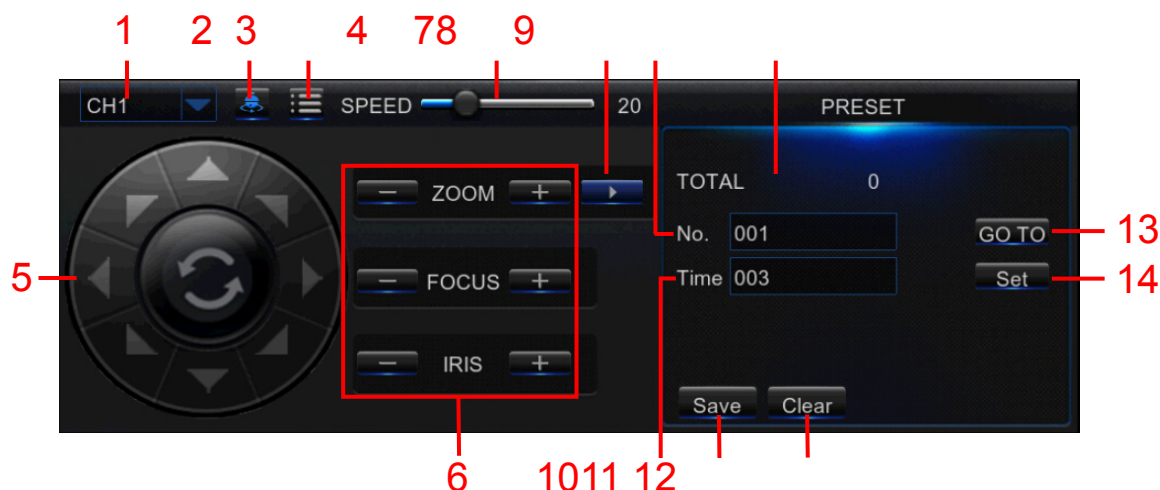 1 2 3 4 78 9
CH1 SPEED 20 PRESET
TOTAL 0
ZOOM
No. 001 GO TO 13
5 FOCUS Time 003 Set 14
IRIS
Save Clear
6 1011 12